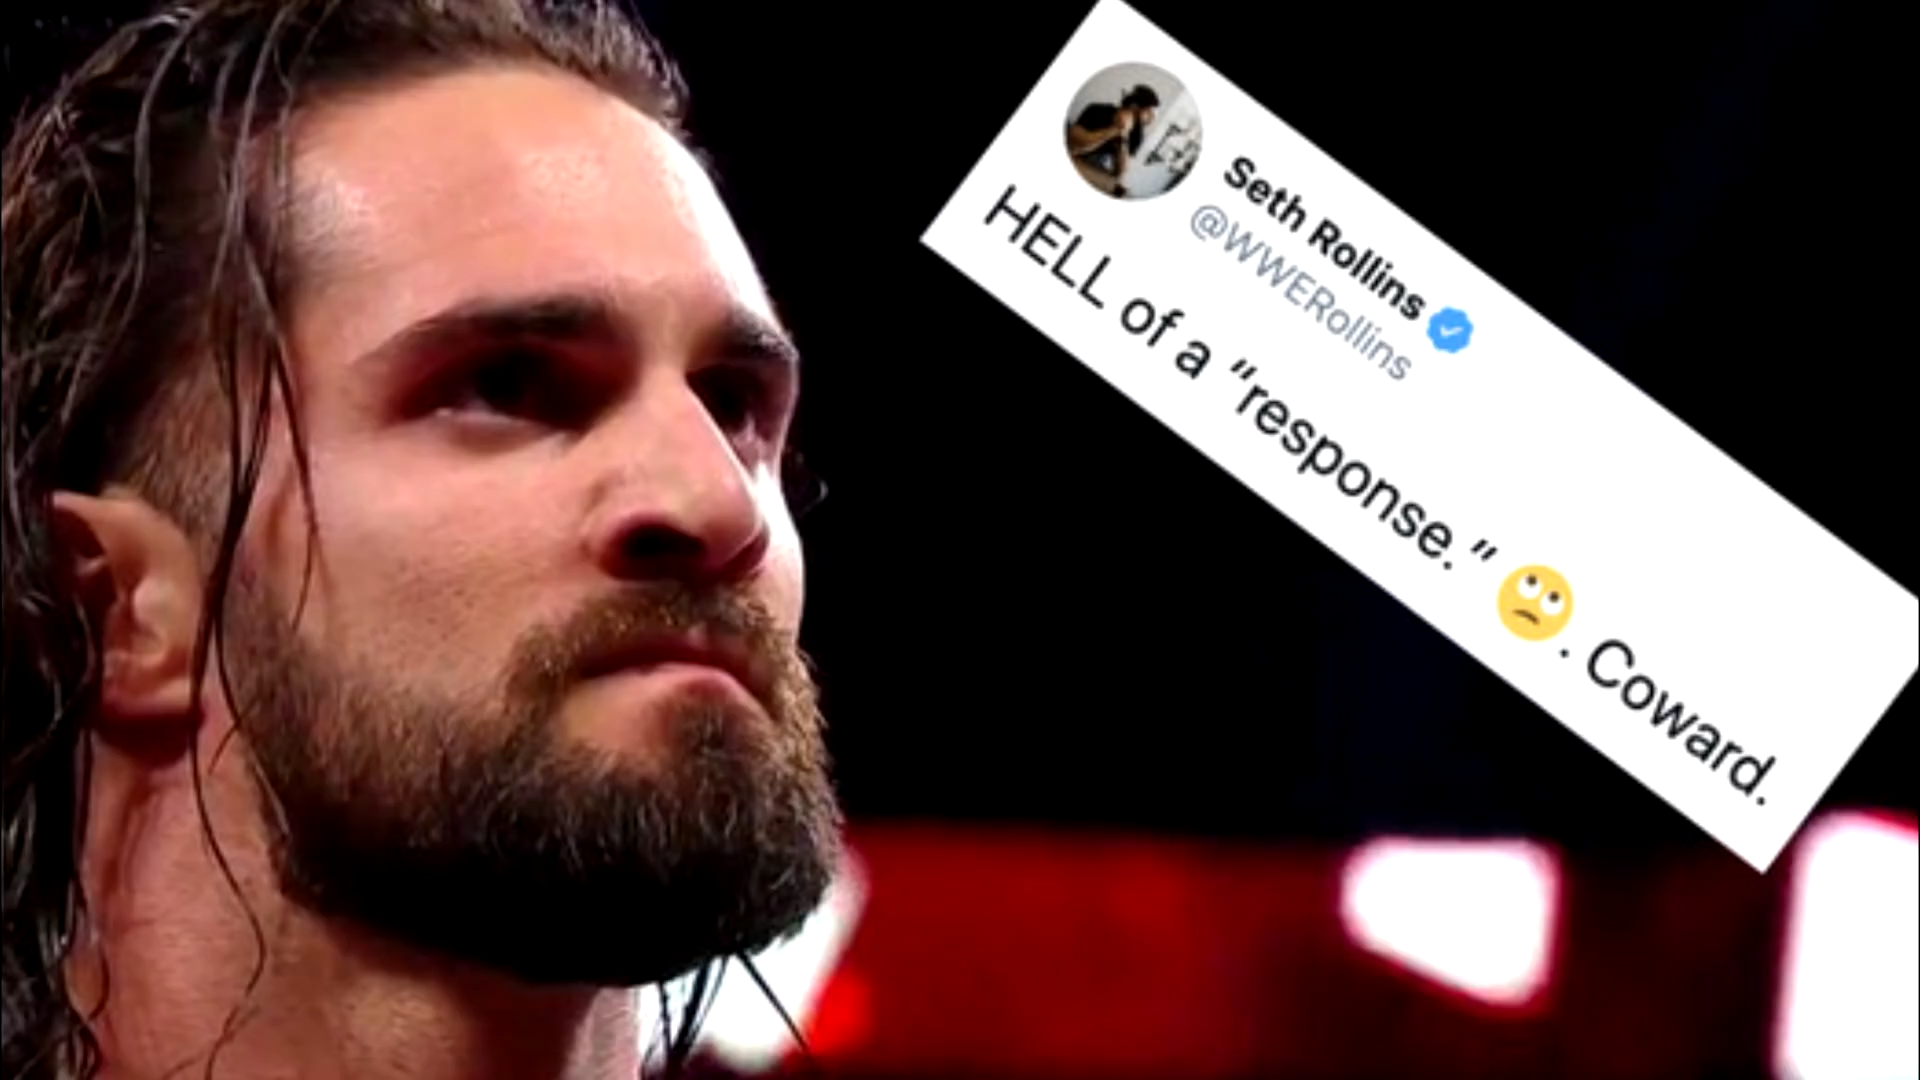 Seth Rollins
@WWERollins
HELL of a “response.” 🙄. Coward.